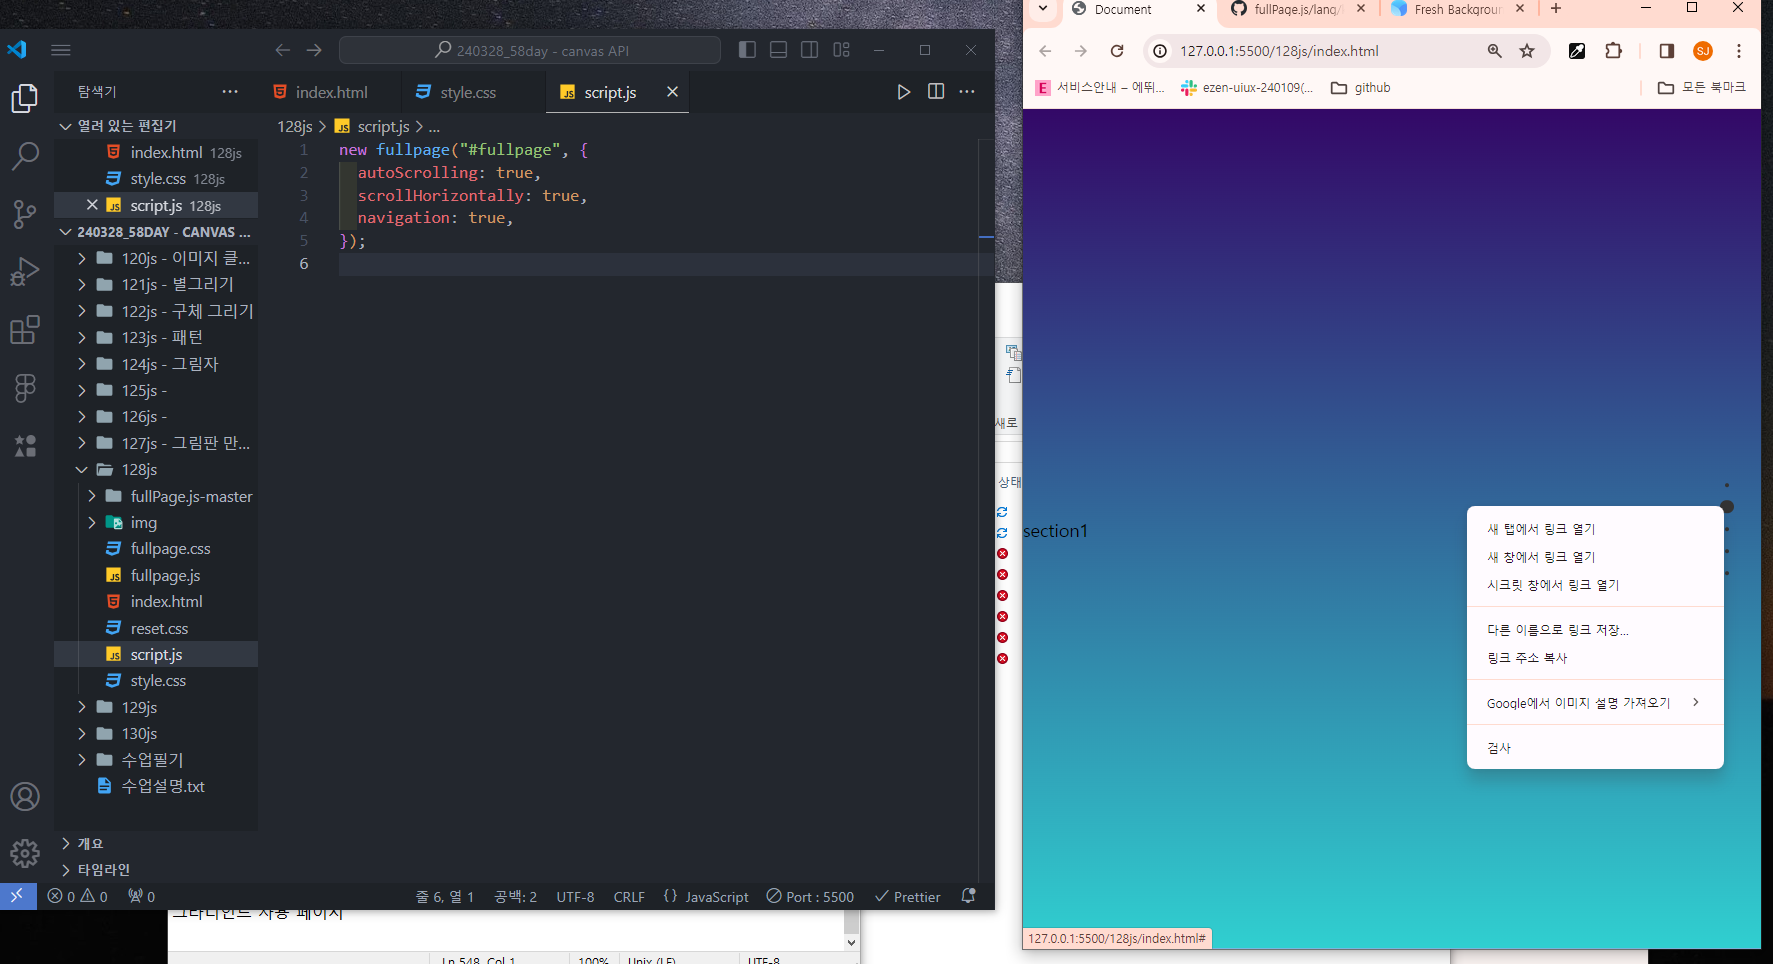 240328_58day - canvas API
탐색기
index.html
style.css
script.js
열려 있는 편집기
index.html 128js
style.css 128js
script.js 128js
240328_58DAY - CANVAS ...
120js - 이미지 클...
121js - 별그리기
122js - 구체 그리기
123js - 패턴
124js - 그림자
125js -
126js -
127js - 그림판 만...
128js
fullPage.js-master
img
fullpage.css
fullpage.js
index.html
reset.css
script.js
style.css
129js
130js
수업필기
수업설명.txt
개요
타임라인
128js > JS script.js > ...
1 new fullpage("#fullpage", {
2 autoScrolling: true,
3 scrollHorizontally: true,
4 navigation: true,
5 });
6
0 0 0
줄 6, 열 1
공백: 2
UTF-8
CRLF
{ } JavaScript
Port : 5500
Prettier
그라디언트 사용 페이지
Ln 548, Col 1
100%
Unix (LF)
UTF-8
새로
상태
Document
fullPage.js/lang/
Fresh Backgroun
127.0.0.1:5500/128js/index.html
SJ
E 서비스안내 – 에뛰...
ezen-uiux-240109(...
github
모든 북마크
section1
새 탭에서 링크 열기
새 창에서 링크 열기
시크릿 창에서 링크 열기
다른 이름으로 링크 저장...
링크 주소 복사
Google에서 이미지 설명 가져오기
검사
127.0.0.1:5500/128js/index.html#